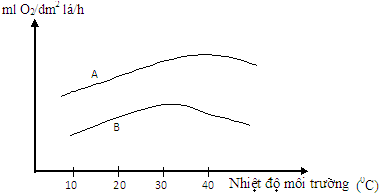 ml O₂/dm² lá/h
A
B
10 20 30 40 Nhiệt độ môi trường (⁰C)